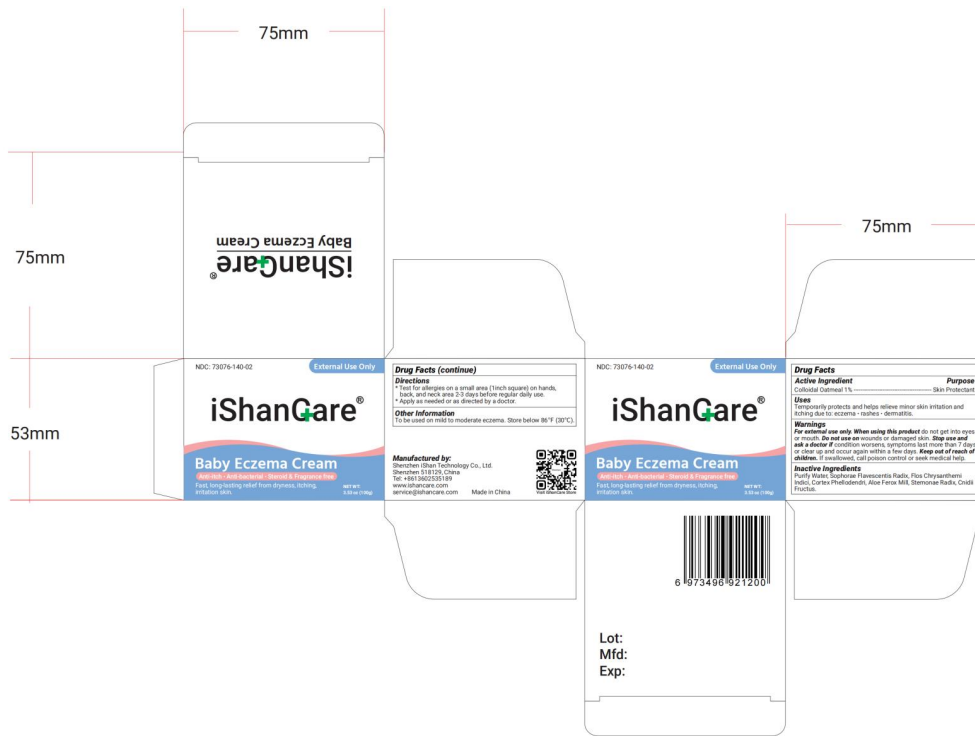 75mm
75mm
53mm
75mm
iShanCare®
Baby Eczema Cream
NDC: 73076-140-02
External Use Only
iShanCare®
Baby Eczema Cream
Anti-itch - Anti bacterial - Steroid & Fragrance free
Fast, long-lasting relief from dryness, itching,
irritation skin.
NET WT:
3.53 oz (100g)
Drug Facts (continue)
Directions
* Test for allergies on a small area (1inch square) on hands,
back, and neck area 2-3 days before regular daily use.
* Apply as needed or as directed by a doctor.
Other Information
To be used on mild to moderate eczema. Store below 86°F (30°C).
Manufactured by:
Shenzhen iShan Technology Co., Ltd.
Shenzhen 518129, China
Tel: +8613602535189
www.ishancare.com
service@ishancare.com Made in China
Visit iShanCare Store
NDC: 73076-140-02
External Use Only
iShanCare®
Baby Eczema Cream
Anti-itch - Anti bacterial - Steroid & Fragrance free
Fast, long-lasting relief from dryness, itching,
irritation skin.
NET WT:
3.53 oz (100g)
Drug Facts
Active Ingredient Purpose
Colloidal Oatmeal 1% ---- Skin Protectant
Uses
Temporarily protects and helps relieve minor skin irritation and
itching due to: eczema - rashes - dermatitis.
Warnings
For external use only. When using this product do not get into eyes
or mouth. Do not use on wounds or damaged skin. Stop use and
ask a doctor if condition worsens, symptoms last more than 7 days
or clear up and occur again within a few days. Keep out of reach of
children. If swallowed, call poison control or seek medical help.
Inactive Ingredients
Purify Water, Sophorae Flavescentis Radix, Flos Chrysanthemi
Indici, Cortex Phellodendri, Aloe Ferox Mill, Stemonae Radix, Cnidii
Fructus.
6 973496 921200
Lot:
Mfd:
Exp: